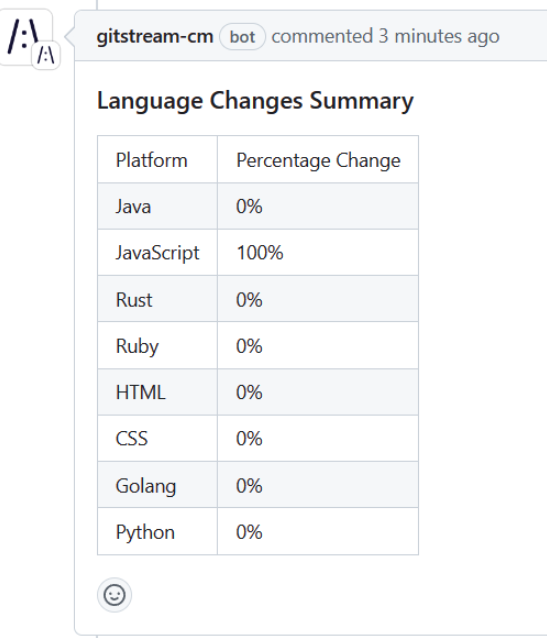 gitstream-cm bot commented 3 minutes ago
Language Changes Summary
Platform Percentage Change
Java 0%
JavaScript 100%
Rust 0%
Ruby 0%
HTML 0%
CSS 0%
Golang 0%
Python 0%